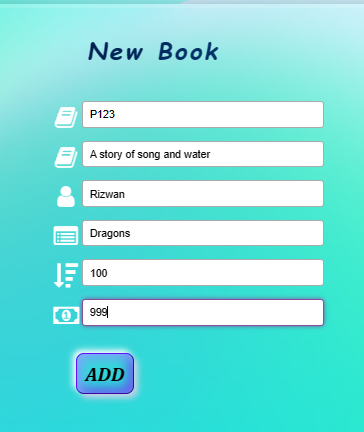 New Book
P123
A story of song and water
Rizwan
Dragons
100
999
ADD